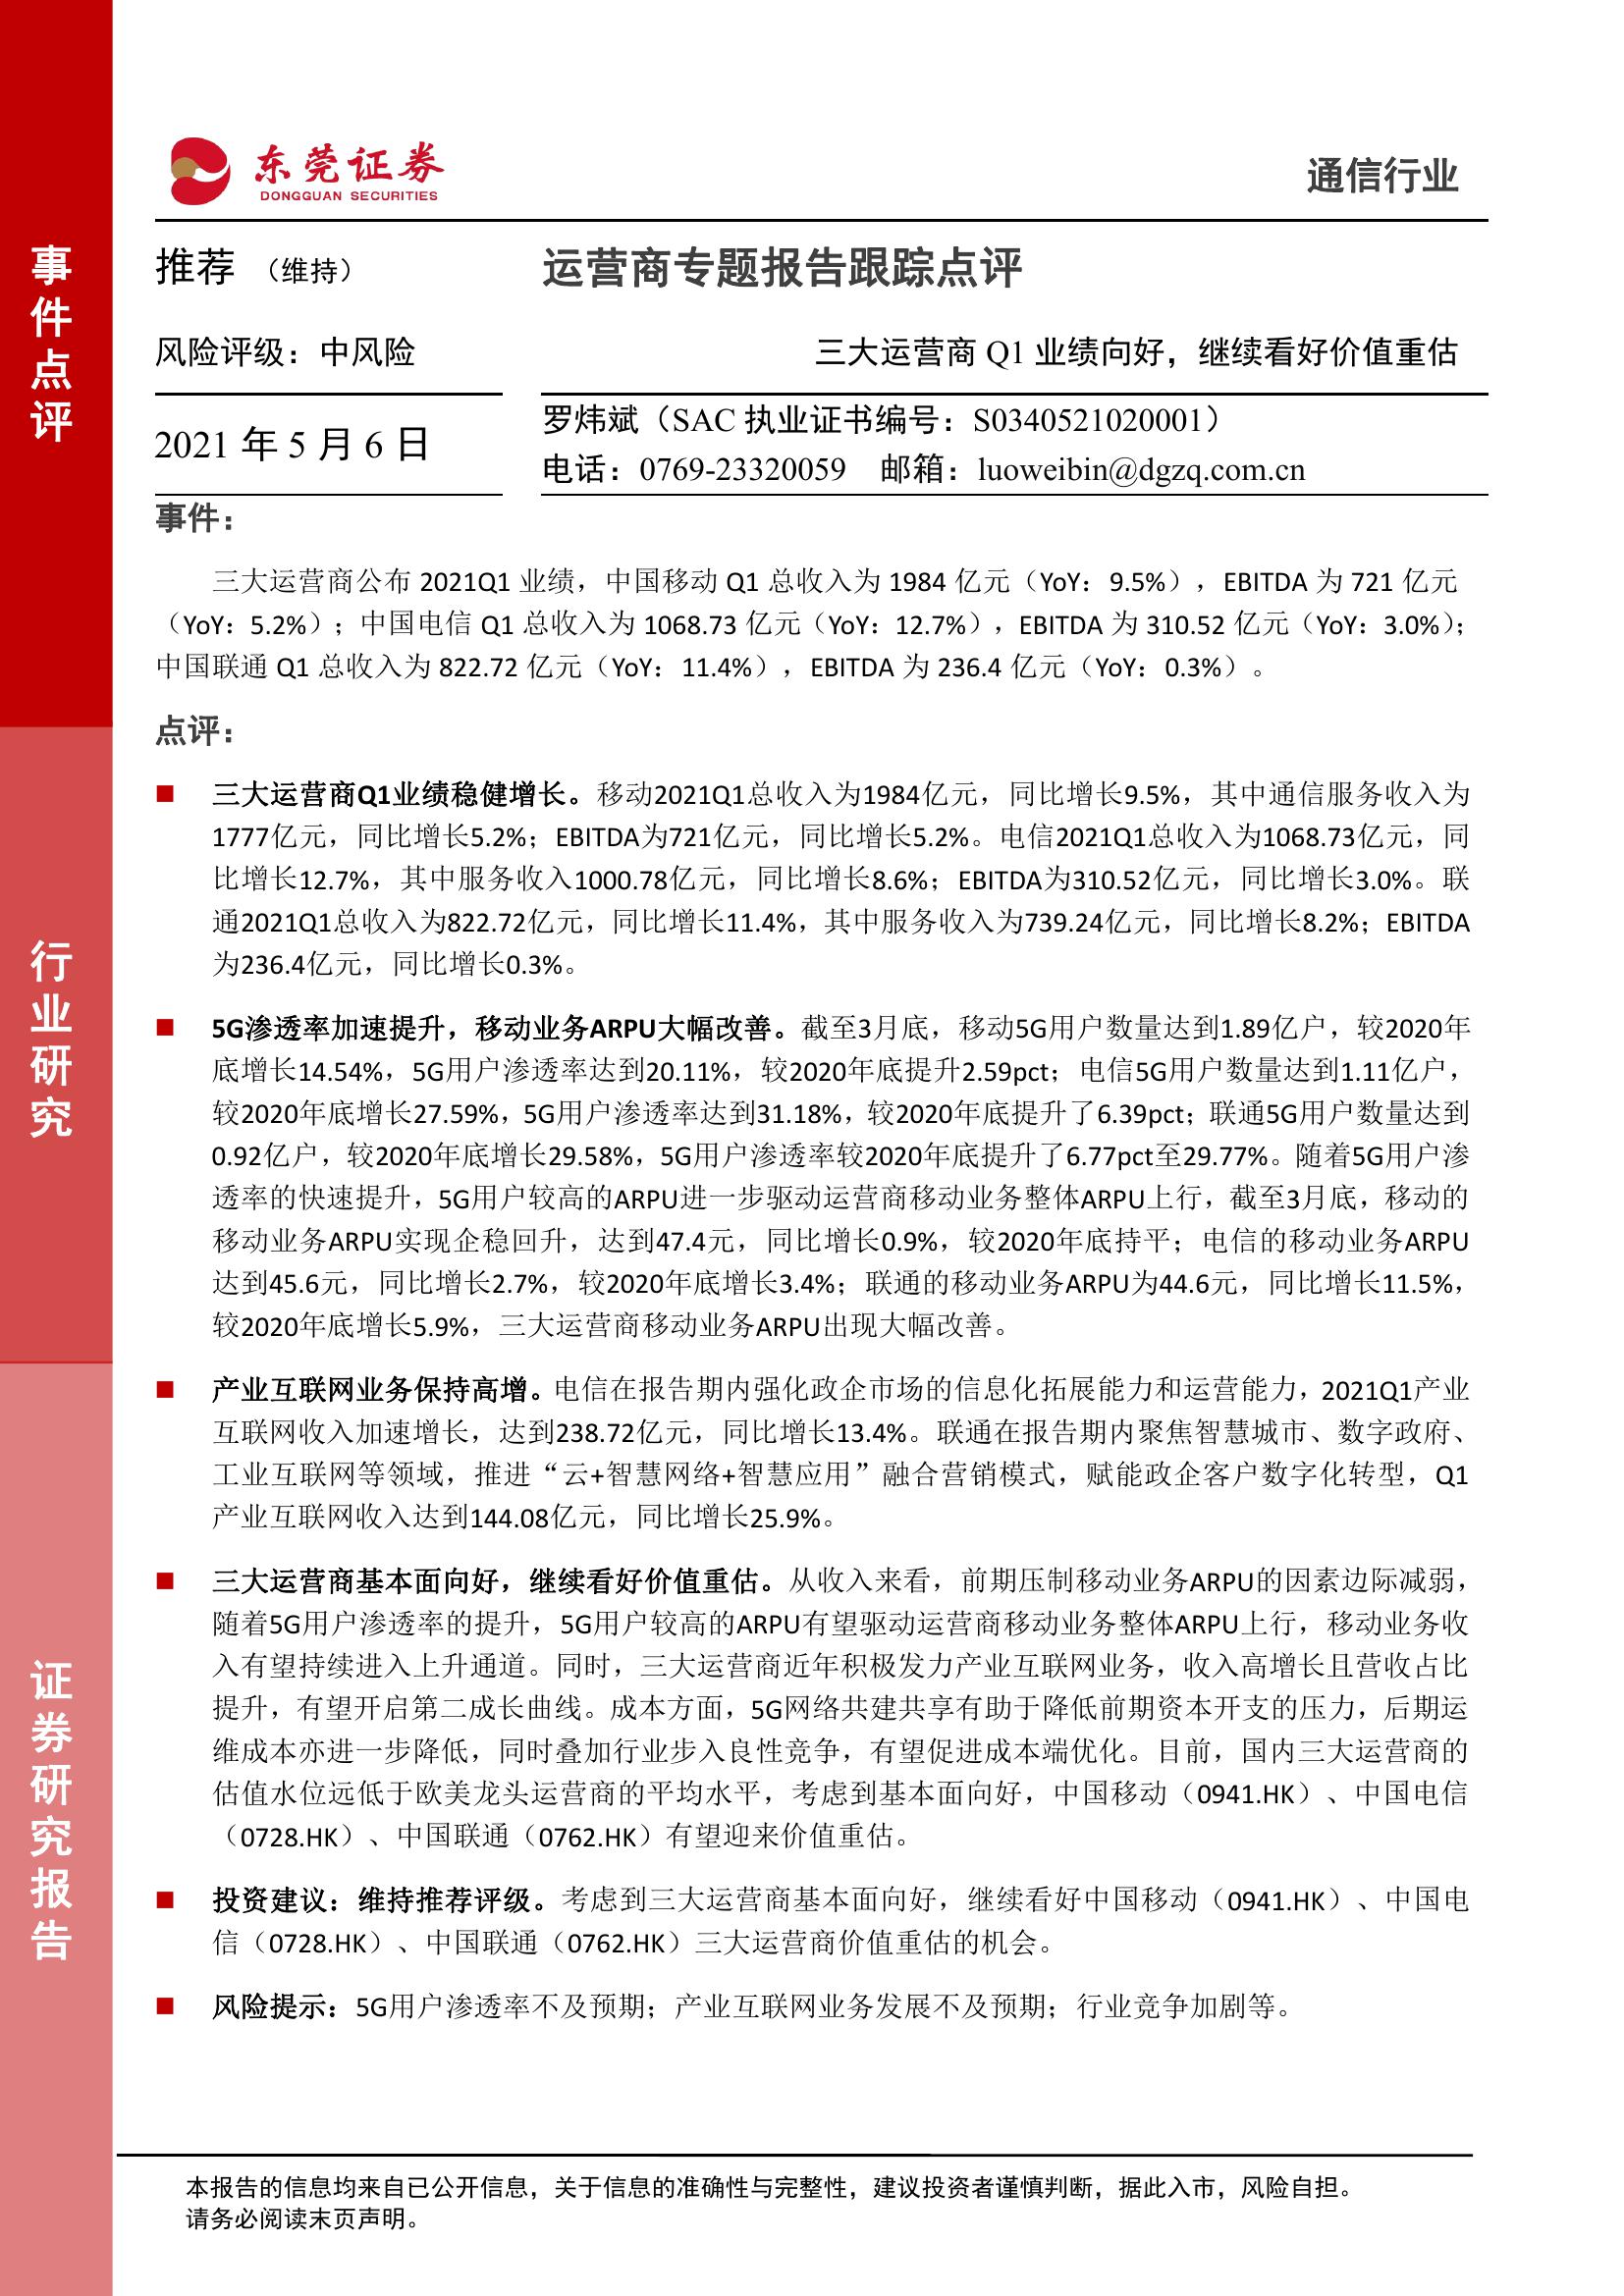 东莞证券
DONGGUAN SECURITIES
通信行业
推荐 （维持）
运营商专题报告跟踪点评
风险评级：中风险
三大运营商 Q1 业绩向好，继续看好价值重估
2021 年 5 月 6 日
罗炜斌（SAC 执业证书编号：S0340521020001）
电话：0769-23320059 邮箱：luoweibin@dgzq.com.cn
事件：
三大运营商公布 2021Q1 业绩，中国移动 Q1 总收入为 1984 亿元（YoY：9.5%），EBITDA 为 721 亿元
（YoY：5.2%）；中国电信 Q1 总收入为 1068.73 亿元（YoY：12.7%），EBITDA 为 310.52 亿元（YoY：3.0%）；
中国联通 Q1 总收入为 822.72 亿元（YoY：11.4%），EBITDA 为 236.4 亿元（YoY：0.3%）。
点评：
■ 三大运营商Q1业绩稳健增长。移动2021Q1总收入为1984亿元，同比增长9.5%，其中通信服务收入为
1777亿元，同比增长5.2%；EBITDA为721亿元，同比增长5.2%。电信2021Q1总收入为1068.73亿元，同
比增长12.7%，其中服务收入1000.78亿元，同比增长8.6%；EBITDA为310.52亿元，同比增长3.0%。联
通2021Q1总收入为822.72亿元，同比增长11.4%，其中服务收入为739.24亿元，同比增长8.2%；EBITDA
为236.4亿元，同比增长0.3%。
■ 5G渗透率加速提升，移动业务ARPU大幅改善。截至3月底，移动5G用户数量达到1.89亿户，较2020年
底增长14.54%，5G用户渗透率达到20.11%，较2020年底提升2.59pct；电信5G用户数量达到1.11亿户，
较2020年底增长27.59%，5G用户渗透率达到31.18%，较2020年底提升了6.39pct；联通5G用户数量达到
0.92亿户，较2020年底增长29.58%，5G用户渗透率较2020年底提升了6.77pct至29.77%。随着5G用户渗
透率的快速提升，5G用户较高的ARPU进一步驱动运营商移动业务整体ARPU上行，截至3月底，移动的
移动业务ARPU实现企稳回升，达到47.4元，同比增长0.9%，较2020年底持平；电信的移动业务ARPU
达到45.6元，同比增长2.7%，较2020年底增长3.4%；联通的移动业务ARPU为44.6元，同比增长11.5%，
较2020年底增长5.9%，三大运营商移动业务ARPU出现大幅改善。
■ 产业互联网业务保持高增。电信在报告期内强化政企市场的信息化拓展能力和运营能力，2021Q1产业
互联网收入加速增长，达到238.72亿元，同比增长13.4%。联通在报告期内聚焦智慧城市、数字政府、
工业互联网等领域，推进“云+智慧网络+智慧应用”融合营销模式，赋能政企客户数字化转型，Q1
产业互联网收入达到144.08亿元，同比增长25.9%。
■ 三大运营商基本面向好，继续看好价值重估。从收入来看，前期压制移动业务ARPU的因素边际减弱，
随着5G用户渗透率的提升，5G用户较高的ARPU有望驱动运营商移动业务整体ARPU上行，移动业务收
入有望持续进入上升通道。同时，三大运营商近年积极发力产业互联网业务，收入高增长且营收占比
提升，有望开启第二成长曲线。成本方面，5G网络共建共享有助于降低前期资本开支的压力，后期运
维成本亦进一步降低，同时叠加行业步入良性竞争，有望促进成本端优化。目前，国内三大运营商的
估值水位远低于欧美龙头运营商的平均水平，考虑到基本面向好，中国移动（0941.HK）、中国电信
（0728.HK）、中国联通（0762.HK）有望迎来价值重估。
■ 投资建议：维持推荐评级。考虑到三大运营商基本面向好，继续看好中国移动（0941.HK）、中国电
信（0728.HK）、中国联通（0762.HK）三大运营商价值重估的机会。
■ 风险提示：5G用户渗透率不及预期；产业互联网业务发展不及预期；行业竞争加剧等。
事件点评
行业研究
证券研究报告
本报告的信息均来自已公开信息，关于信息的准确性与完整性，建议投资者谨慎判断，据此入市，风险自担。
请务必阅读末页声明。